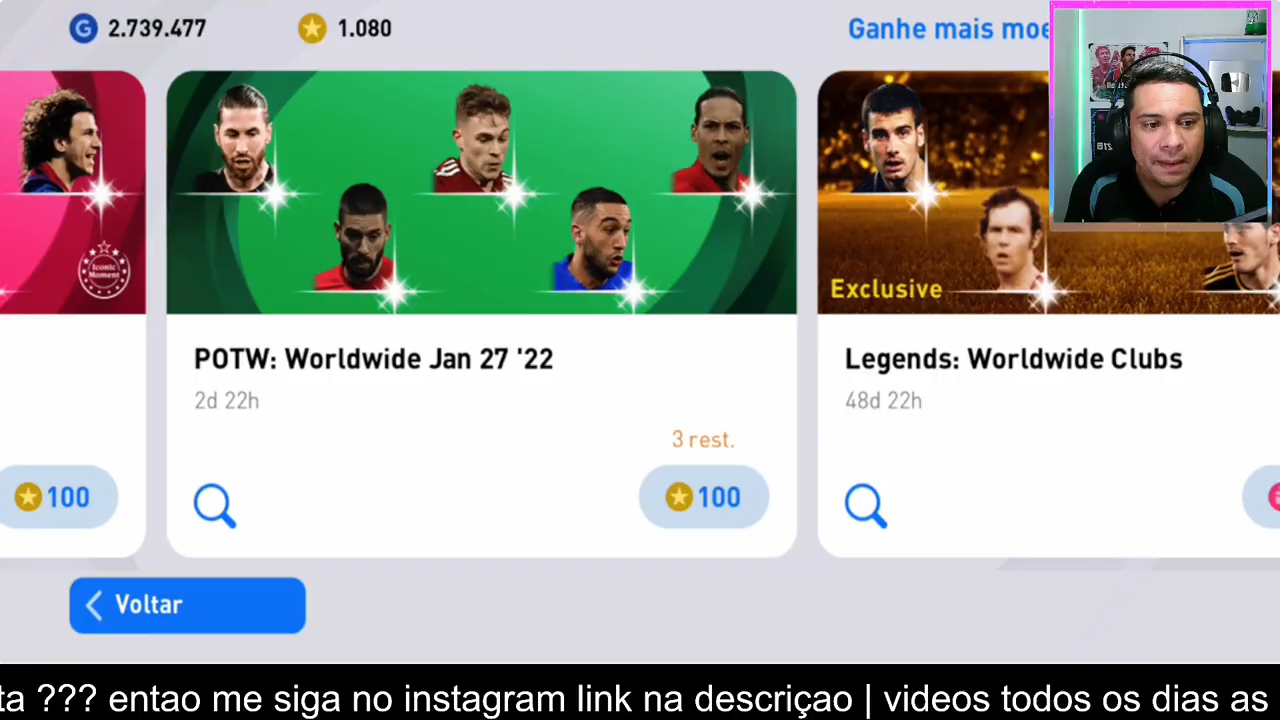 2.739.477
1.080
Ganhe mais moe
Iconic
Moment
Exclusive
POTW: Worldwide Jan 27 '22
2d 22h
3 rest.
100
100
Legends: Worldwide Clubs
48d 22h
Voltar
ta ??? entao me siga no instagram link na descriçao | videos todos os dias as